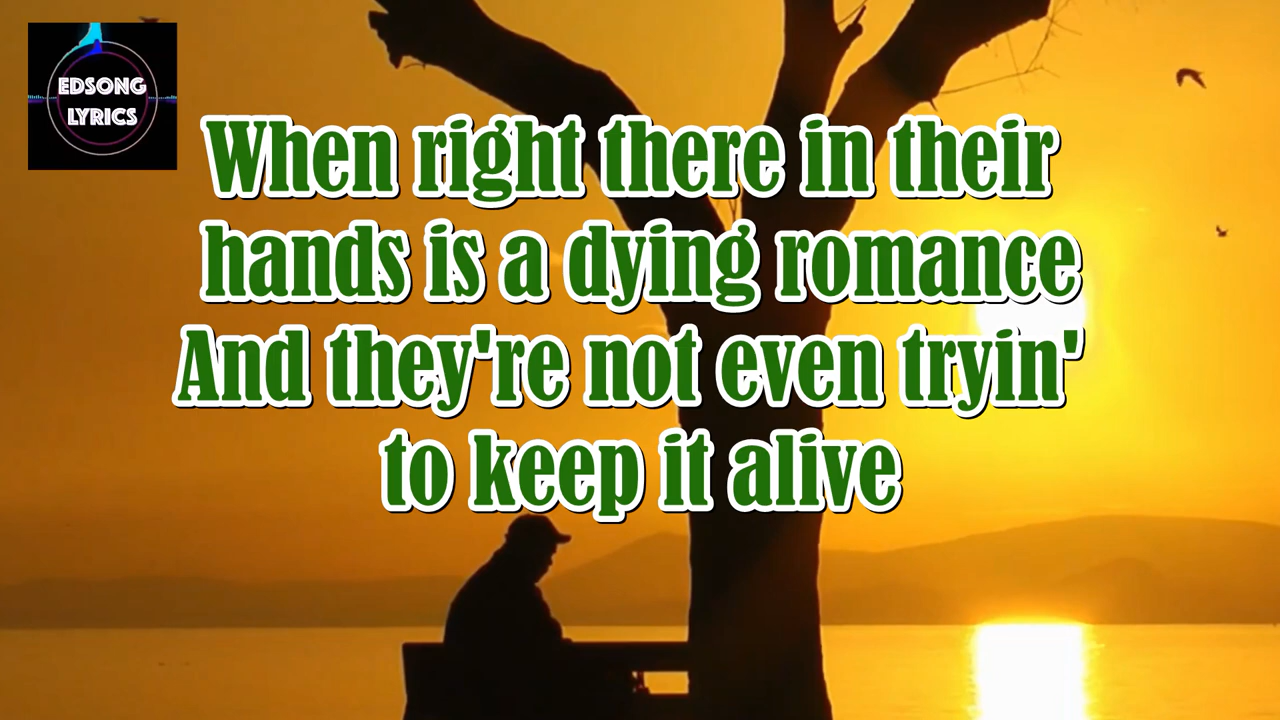 EDSONG
LYRICS
When right there in their
hands is a dying romance
And they're not even tryin'
to keep it alive